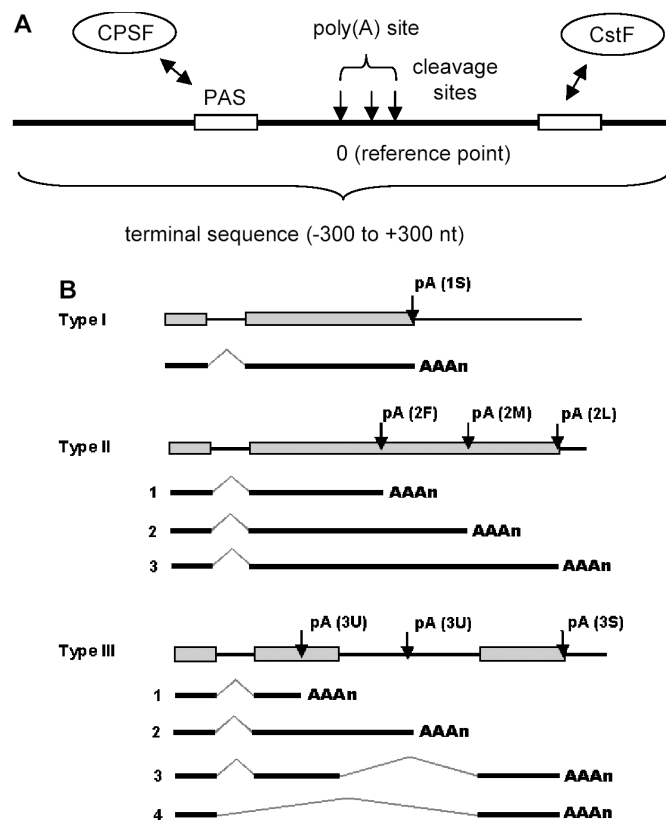 A
CPSF
poly(A) site
CstF
PAS
cleavage
sites
0 (reference point)
terminal sequence (-300 to +300 nt)
B
pA (1S)
Type I
AAAn
pA (2F) pA (2M) pA (2L)
Type II
1 AAAn
2 AAAn
3 AAAn
pA (3U) pA (3U) pA (3S)
Type III
1 AAAn
2 AAAn
3 AAAn
4 AAAn